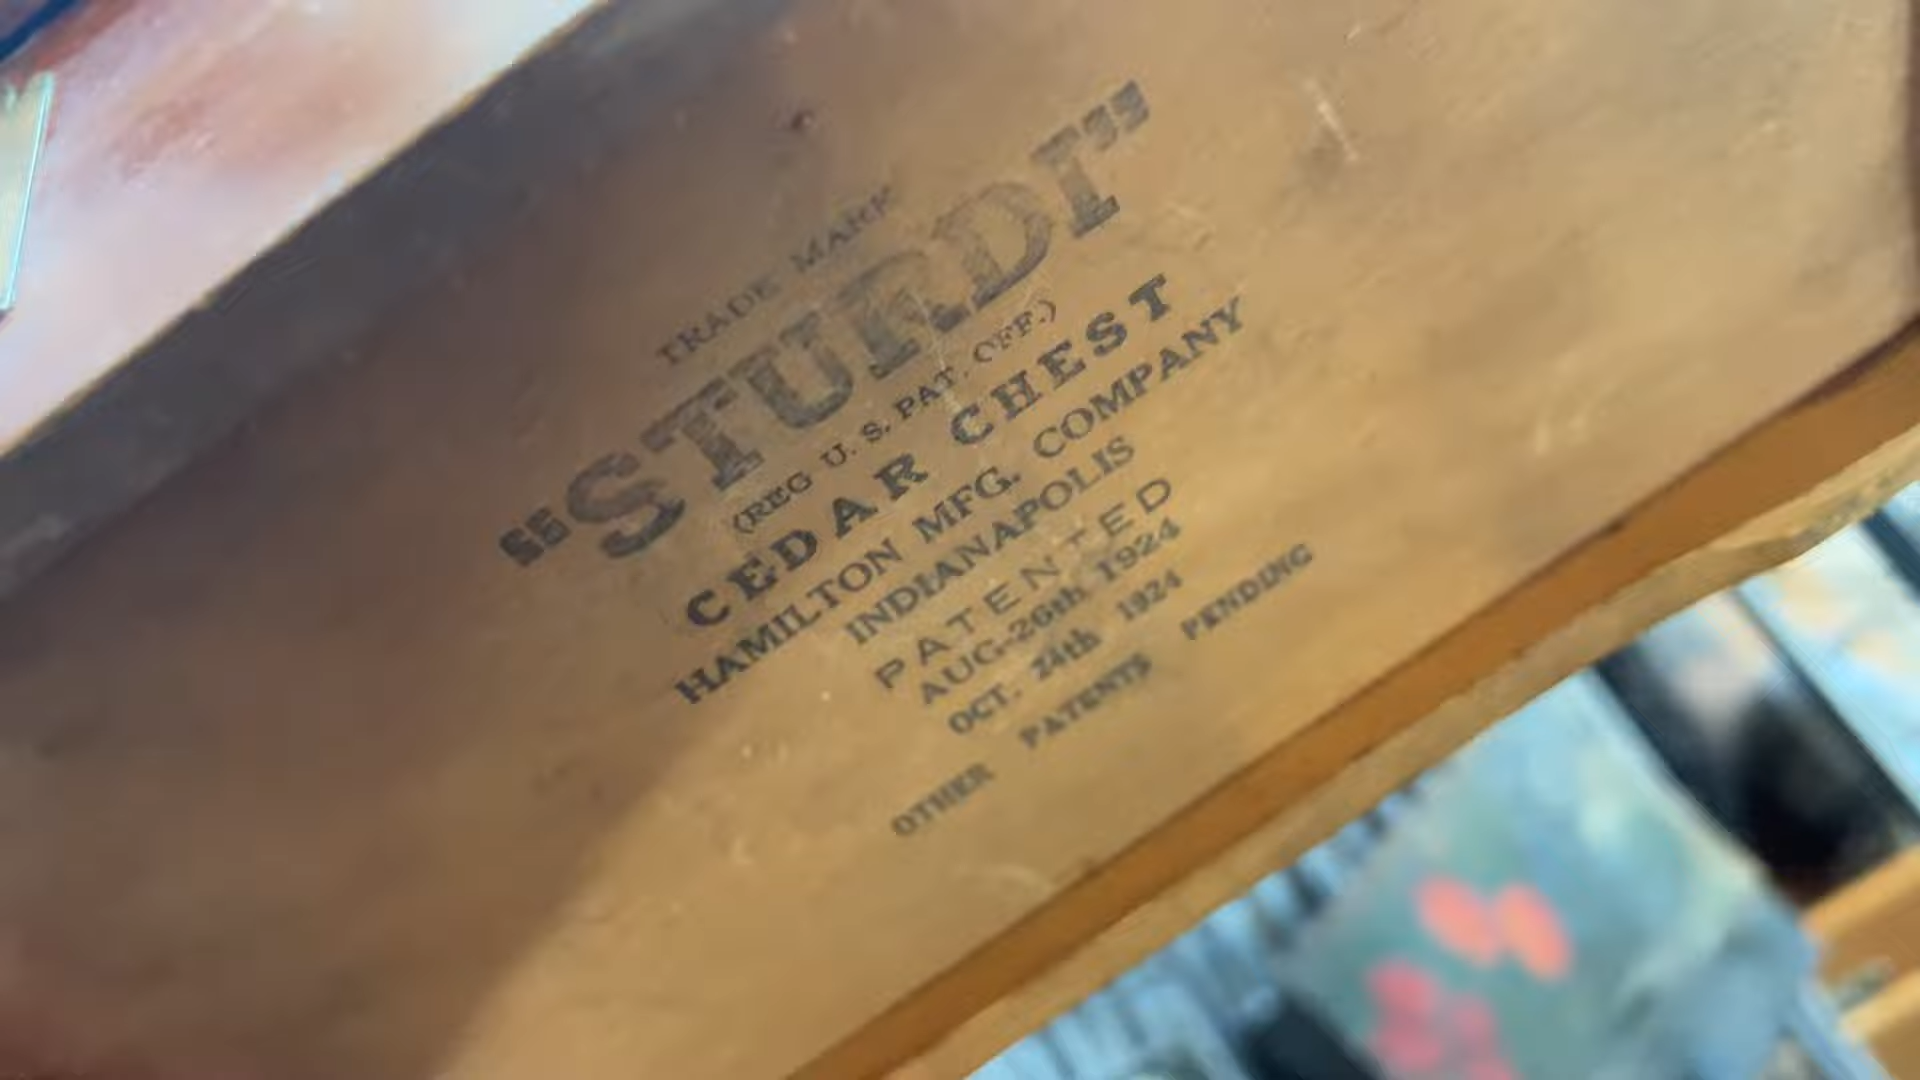 TRADE MARK
"STURDI"
(REG U. S. PAT. OFF.)
CEDAR CHEST
HAMILTON MFG. COMPANY
INDIANAPOLIS
PATENTED
AUG-26th 1924
OCT. 24th 1924
OTHER PATENTS PENDING